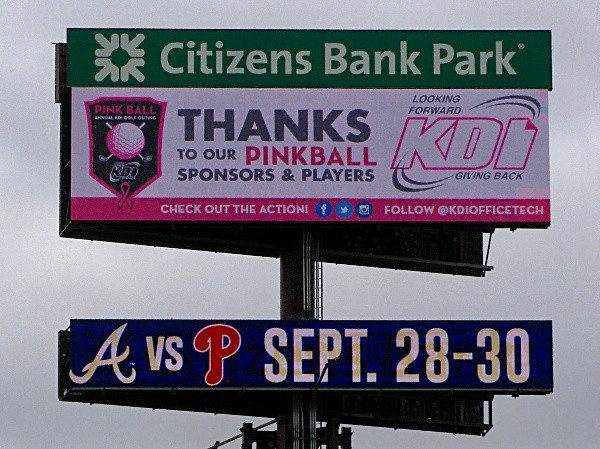 Citizens Bank Park®
PINK BALL
ANNUAL KDI GOLF OUTING
KDI
THANKS
TO OUR PINKBALL
SPONSORS & PLAYERS
LOOKING
FORWARD
KDI
GIVING BACK
CHECK OUT THE ACTION! FOLLOW @KDIOFFICETECH
A VS P SEPT. 28-30